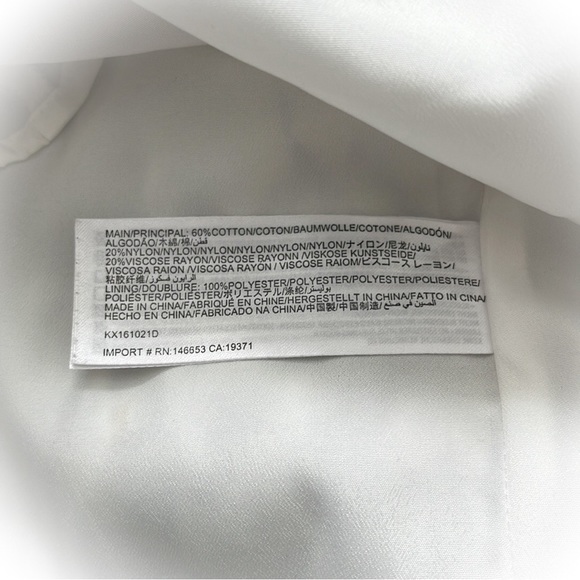 MAIN/PRINCIPAL: 60%COTTON/COTON/BAUMWOLLE/COTONE/ALGODÓN/
ALGODÃO/木綿/棉/قطن/
20%NYLON/NYLON/NYLON/NYLON/NYLON/NYLON/ナイロン/尼龙/نايلون/
20%VISCOSE RAYON/VISCOSE RAYONN /VISKOSE KUNSTSEIDE/
VISCOSA RAION /VISCOSA RAYON / VISCOSE RAIOM/ビスコース レーヨン/
粘胶纤维/الرايون فسكوز/
LINING/DOUBLURE: 100%POLYESTER/POLYESTER/POLYESTER/POLIESTERE/
POLIÉSTER/POLIÉSTER/ポリエステル/涤纶/بوليستر/
MADE IN CHINA/FABRIQUÉ EN CHINE/HERGESTELLT IN CHINA/FATTO IN CINA/
HECHO EN CHINA/FABRICADO NA CHINA/中国製/中国制造/صنع في الصين/
KX161021D
IMPORT # RN:146653 CA:19371